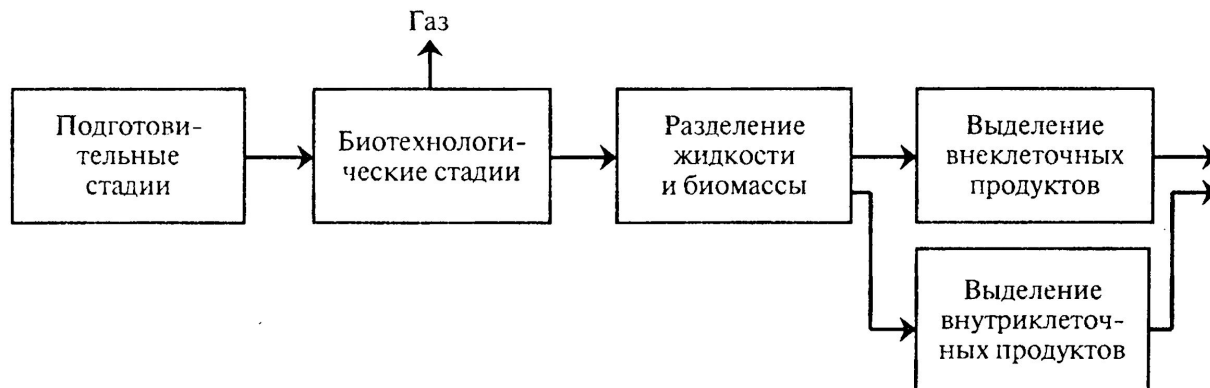 Газ
Подготови-
тельные
стадии
Биотехнологи-
ческие стадии
Разделение
жидкости
и биомассы
Выделение
внеклеточных
продуктов
Выделение
внутриклеточ-
ных продуктов